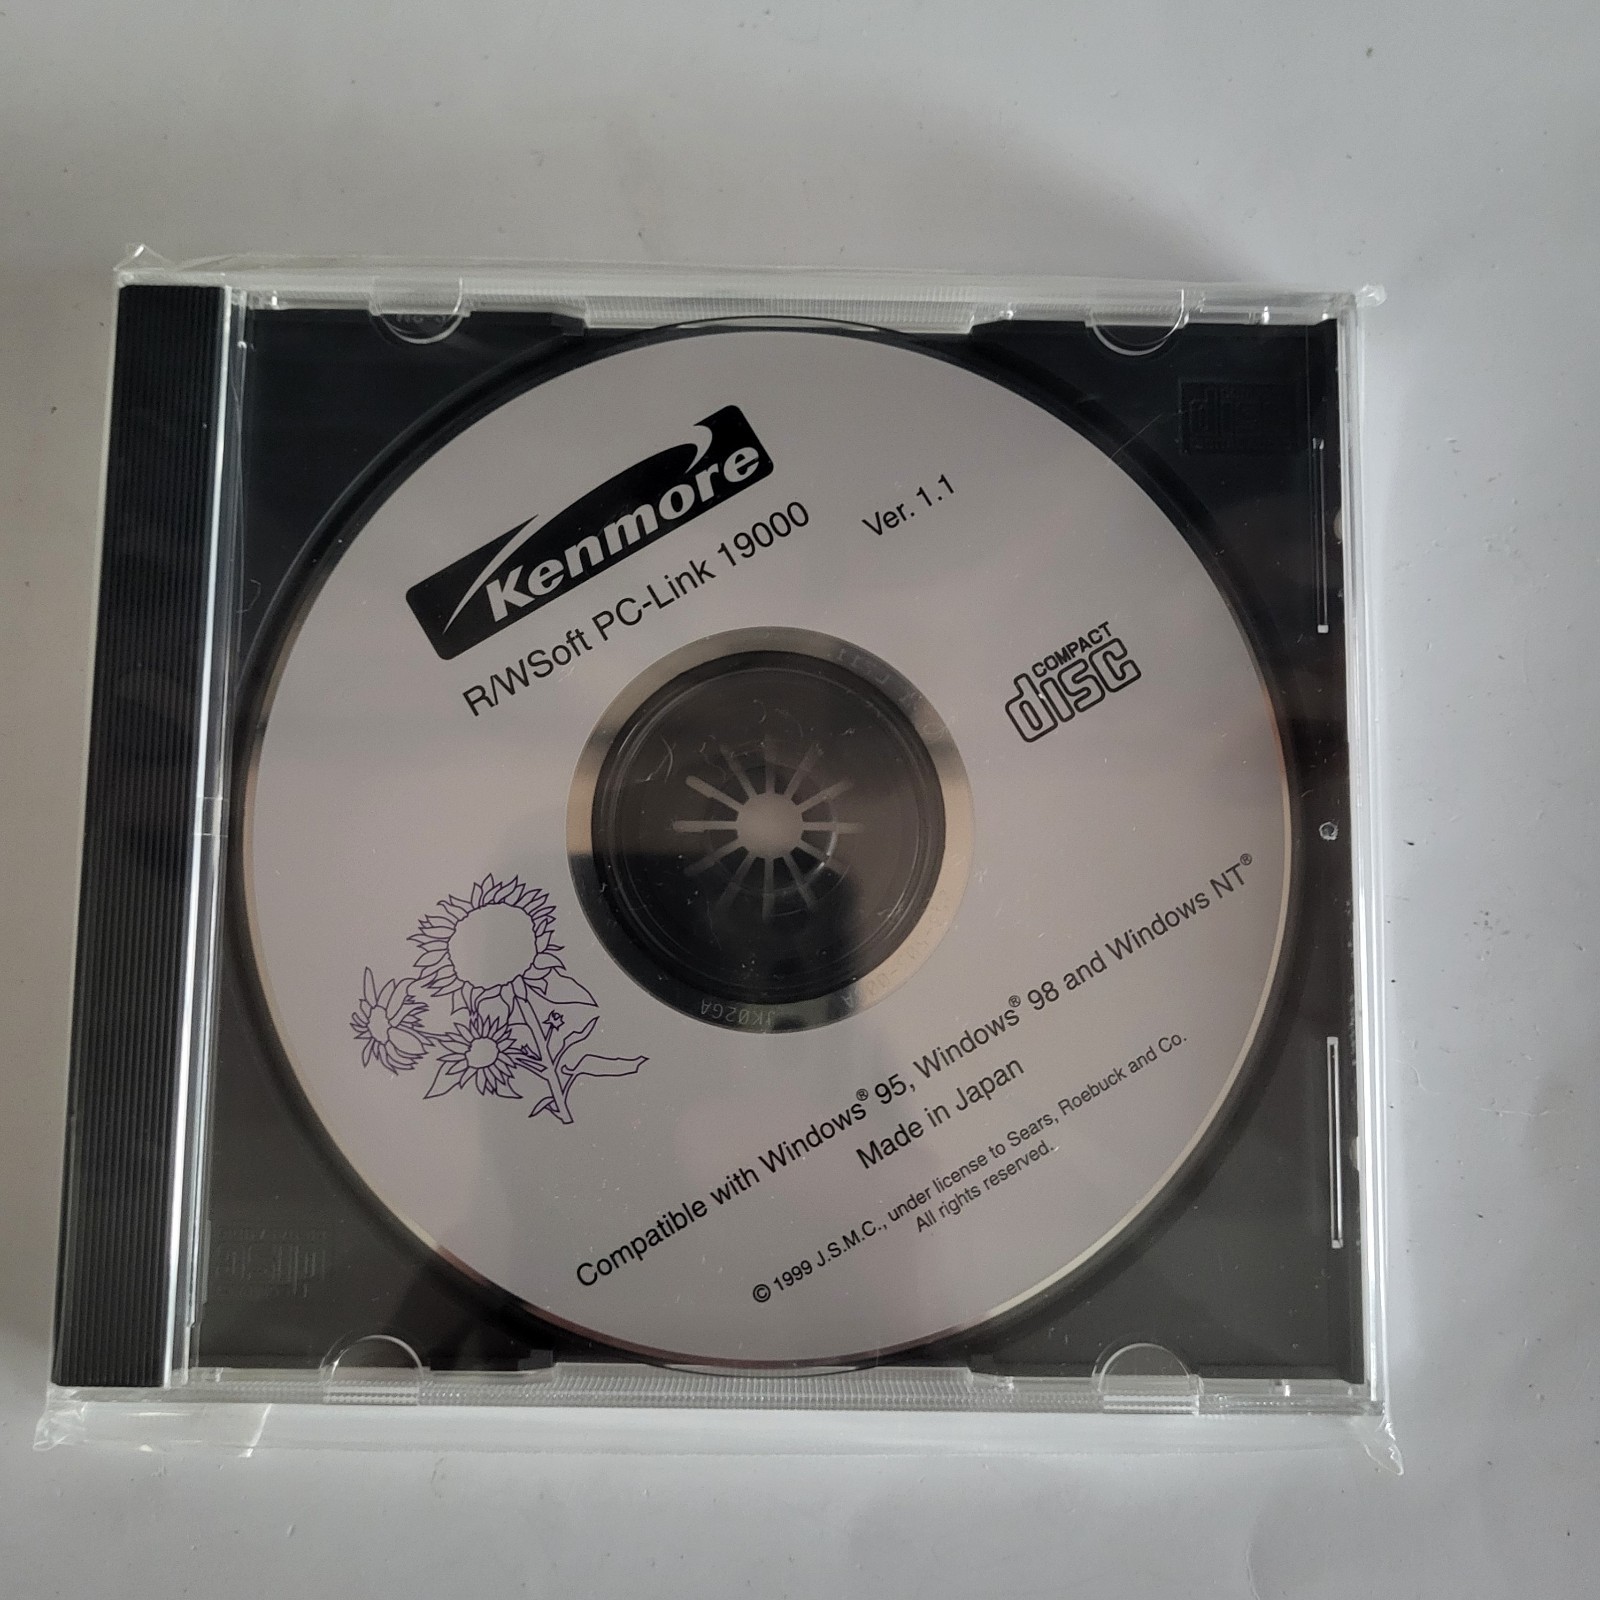 Kenmore
R/WSoft PC-Link 19000
Ver. 1.1
COMPACT
disc
Compatible with Windows® 95, Windows® 98 and Windows NT®
Made in Japan
© 1999 J.S.M.C., under license to Sears, Roebuck and Co.
All rights reserved.
JK02GA